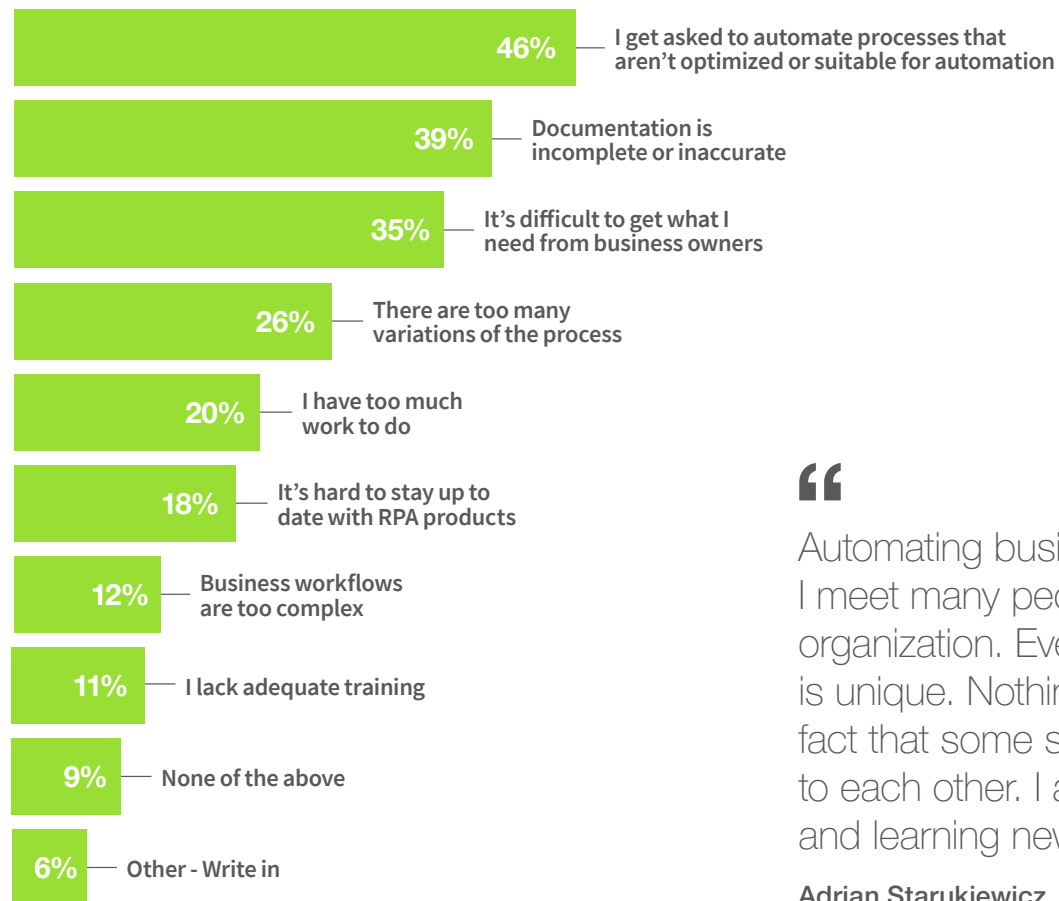 46%
I get asked to automate processes that
aren’t optimized or suitable for automation
39%
Documentation is
incomplete or inaccurate
35%
It’s difficult to get what I
need from business owners
26%
There are too many
variations of the process
20%
I have too much
work to do
18%
It’s hard to stay up to
date with RPA products
12%
Business workflows
are too complex
11%
I lack adequate training
9%
None of the above
6%
Other - Write in
“
Automating busi
I meet many peo
organization. Eve
is unique. Nothin
fact that some s
to each other. I a
and learning new
Adrian Starukiewicz